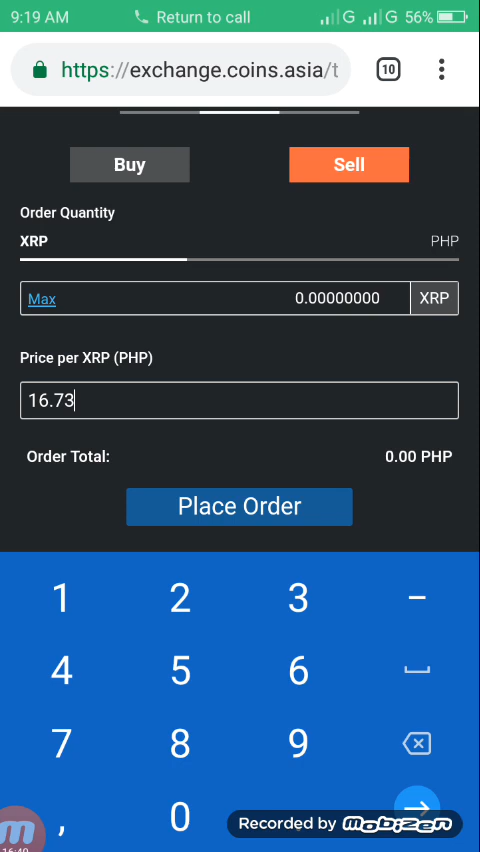 9:19 AM Return to call G G 56%
https://exchange.coins.asia/t 10
Buy Sell
Order Quantity
XRP PHP
Max 0.00000000 XRP
Price per XRP (PHP)
16.73
Order Total: 0.00 PHP
Place Order
1 2 3 –
4 5 6
7 8 9
, 0
Recorded by mobizen
16:40